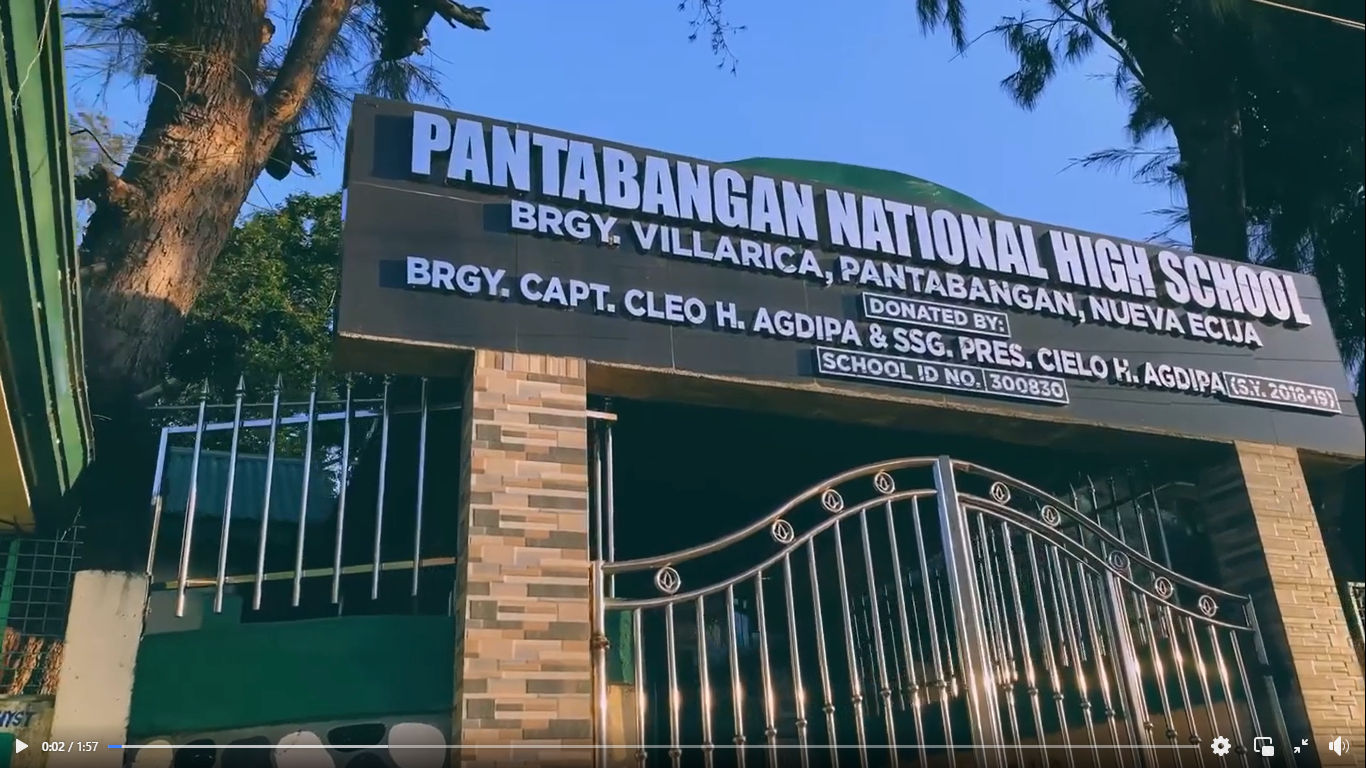 PANTABANGAN NATIONAL HIGH SCHOOL
BRGY. VILLARICA, PANTABANGAN, NUEVA ECIJA
DONATED BY:
BRGY. CAPT. CLEO H. AGDIPA & SSG. PRES. CIELO H. AGDIPA (S.Y. 2018-19)
SCHOOL ID NO. 300830
0:02 / 1:57